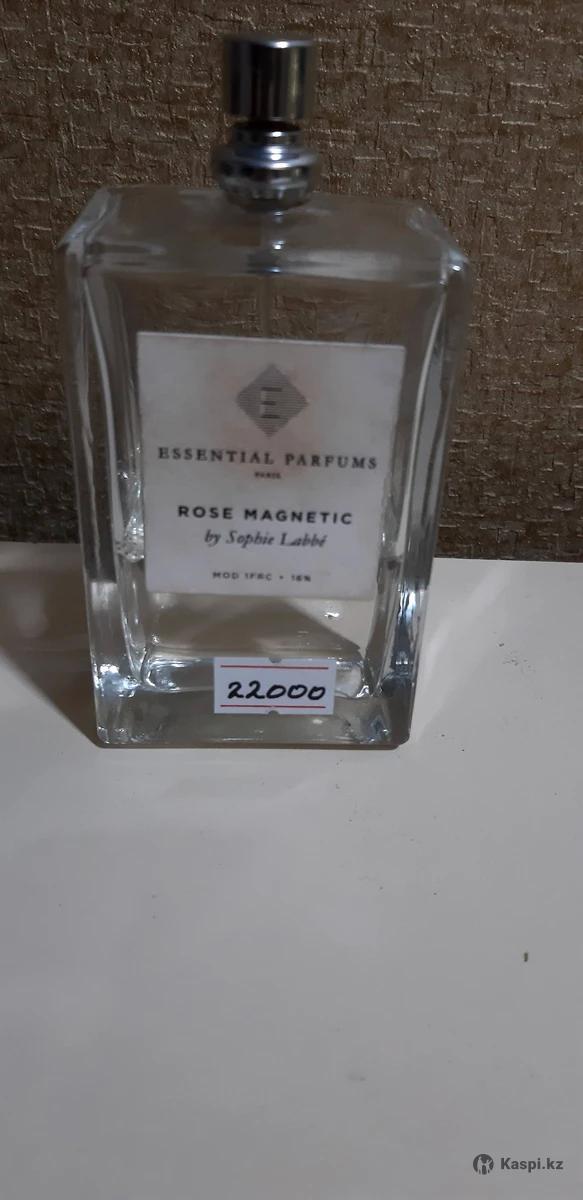 E
ESSENTIAL PARFUMS
PARIS
ROSE MAGNETIC
by Sophie Labbé
MOD 1FRC • 16%
22000
Kaspi.kz